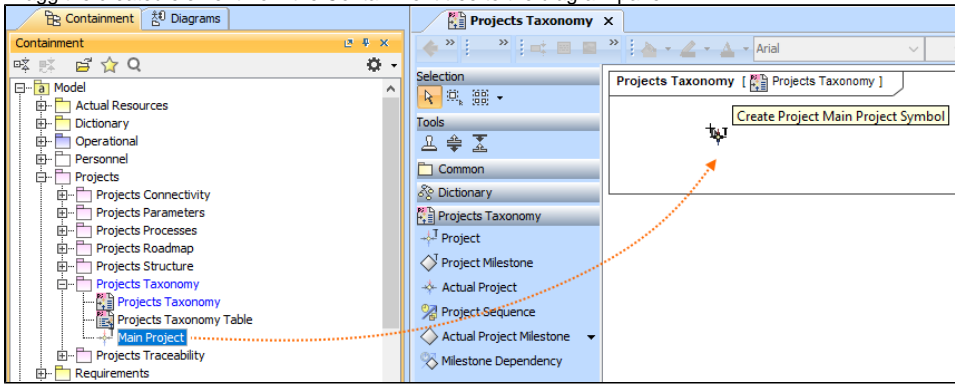 Containment
Diagrams
Projects Taxonomy
Containment
Arial
Model
Actual Resources
Dictionary
Operational
Personnel
Projects
Projects Connectivity
Projects Parameters
Projects Processes
Projects Roadmap
Projects Structure
Projects Taxonomy
Projects Taxonomy
Projects Taxonomy Table
Main Project
Projects Traceability
Requirements
Selection
Tools
Common
Dictionary
Projects Taxonomy
Project
Project Milestone
Actual Project
Project Sequence
Actual Project Milestone
Milestone Dependency
Projects Taxonomy [ Projects Taxonomy ]
Create Project Main Project Symbol